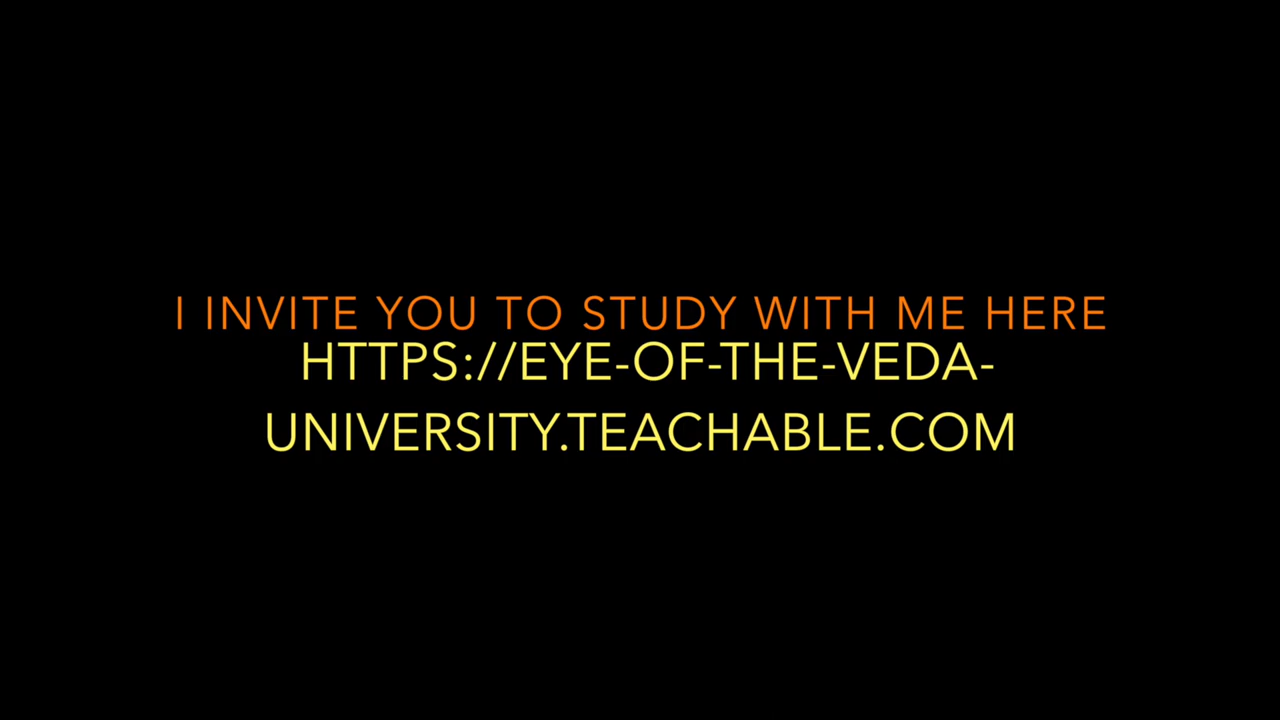 I INVITE YOU TO STUDY WITH ME HERE
HTTPS://EYE-OF-THE-VEDA-
UNIVERSITY.TEACHABLE.COM